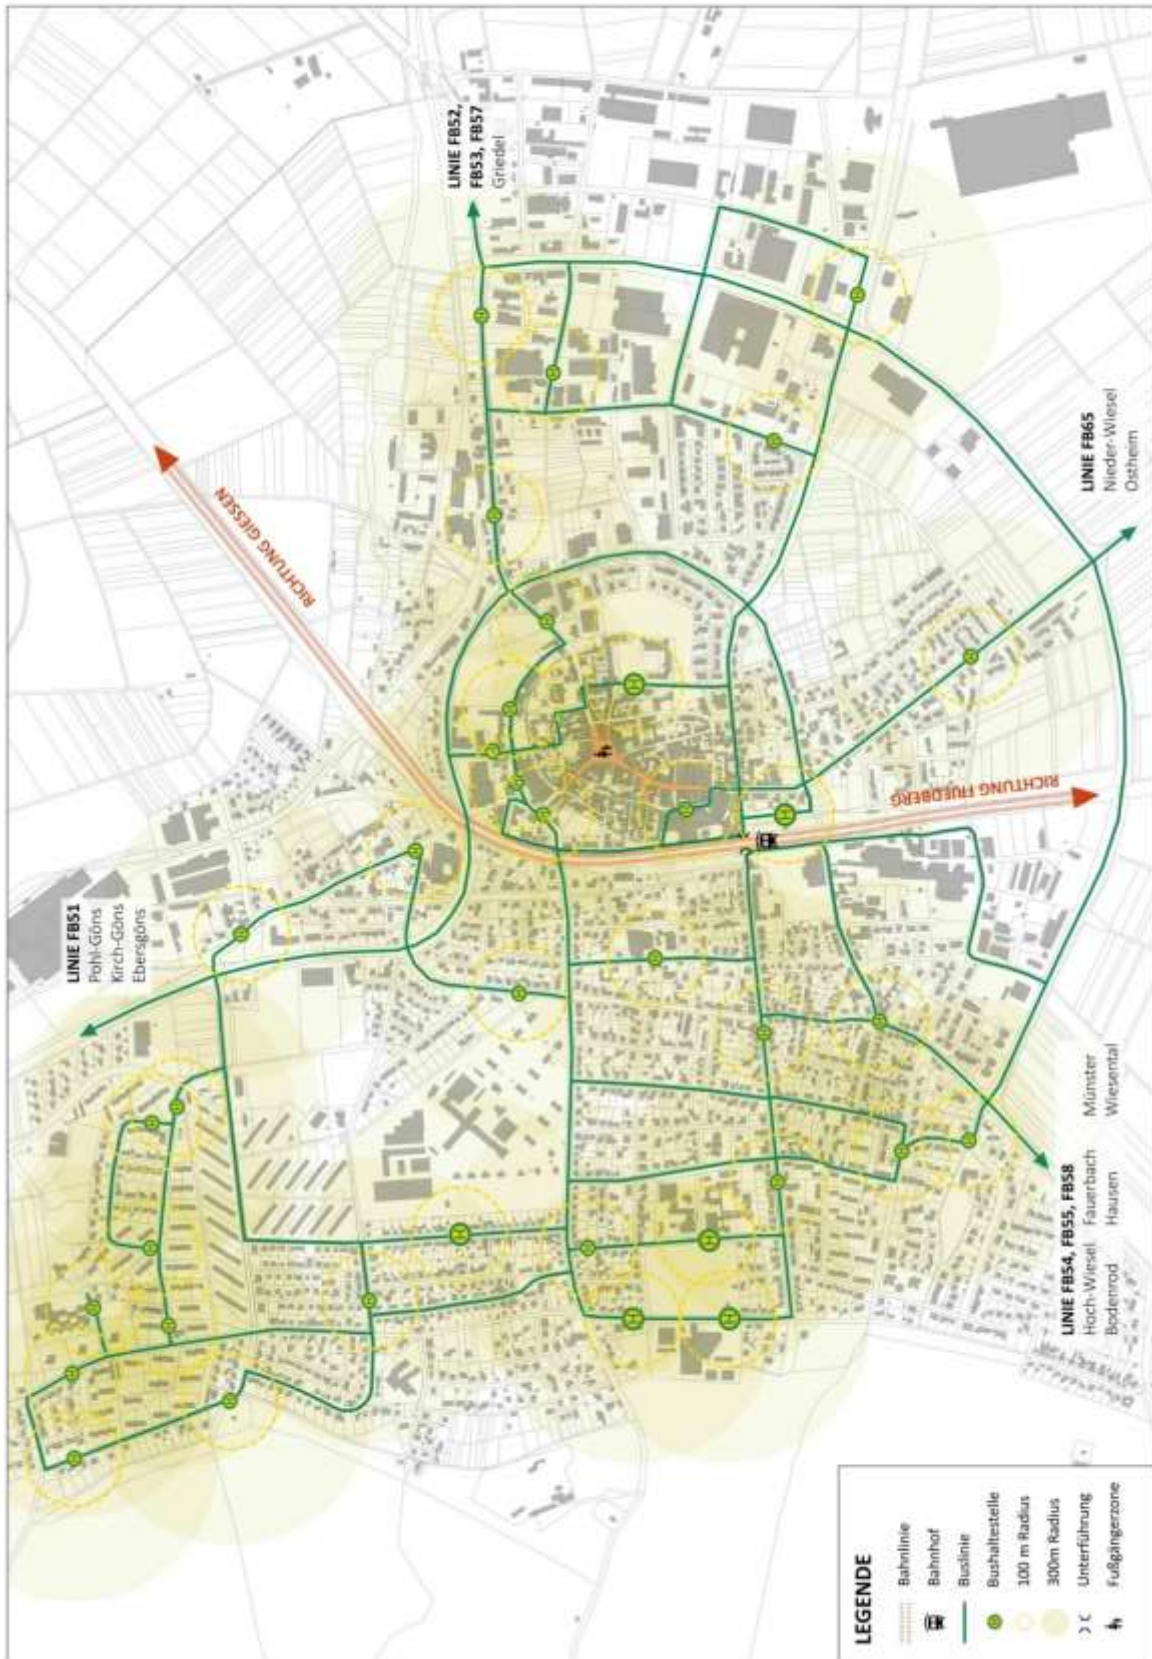 LINIE FB52,
FB53, FB57
Griedel
RICHTUNG GIESSEN
LINIE FB51
Pohl-Göns
Kirch-Göns
Ebersgöns
LINIE FB65
Nieder-Wiesel
Ostheim
RICHTUNG FRIEDBERG
LINIE FB54, FB55, FB58
Hoch-Wiesel Fauerbach Münster
Bodenrod Hausen Wiesental
LEGENDE
Bahnlinie
Bahnhof
Buslinie
H Bushaltestelle
100 m Radius
300m Radius
Unterführung
Fußgängerzone